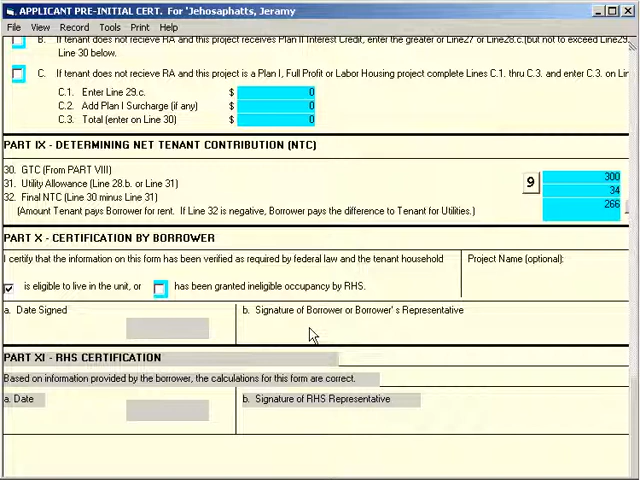 APPLICANT PRE-INITIAL CERT. For 'Jehosaphatts, Jeramy
File View Record Tools Print Help
B. If tenant does not recieve RA and this project receives Plan II Interest Credit, enter the greater of Line27 or Line28.c.(but not to exceed Line29.
Line 30 below.
C. If tenant does not recieve RA and this project is a Plan I, Full Profit or Labor Housing project complete Lines C.1. thru C.3. and enter C.3. on Lin
C.1. Enter Line 29.c. $ 0
C.2. Add Plan I Surcharge (if any) $ 0
C.3. Total (enter on Line 30) $ 0
PART IX - DETERMINING NET TENANT CONTRIBUTION (NTC)
30. GTC (From PART VIII) 300
31. Utility Allowance (Line 28.b. or Line 31) 9 34
32. Final NTC (Line 30 minus Line 31) 266
(Amount Tenant pays Borrower for rent. If Line 32 is negative, Borrower pays the difference to Tenant for Utilities.)
PART X - CERTIFICATION BY BORROWER
I certify that the information on this form has been verified as required by federal law and the tenant household Project Name (optional):
is eligible to live in the unit, or has been granted ineligible occupancy by RHS.
a. Date Signed b. Signature of Borrower or Borrower' s Representative
PART XI - RHS CERTIFICATION
Based on information provided by the borrower, the calculations for this form are correct.
a. Date b. Signature of RHS Representative